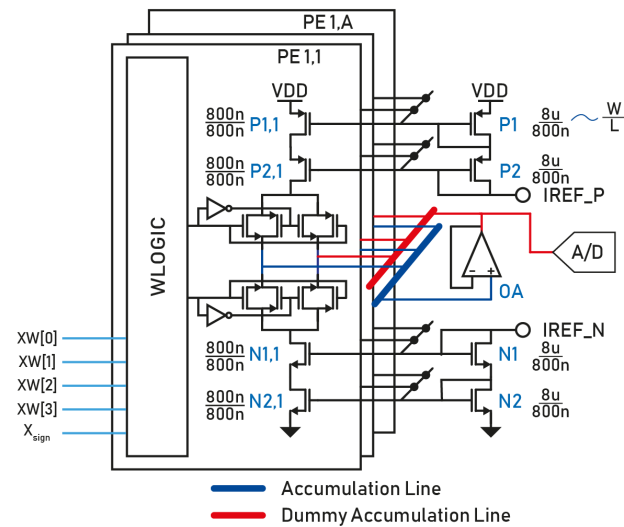 PE 1,A
PE 1,1
VDD
VDD
800n
800n
P1,1
P1
8u
800n
W
L
800n
800n
P2,1
P2
8u
800n
IREF_P
WLOGIC
A/D
- +
OA
XW[0]
XW[1]
XW[2]
XW[3]
Xsign
IREF_N
800n
800n
N1,1
N1
8u
800n
800n
800n
N2,1
N2
8u
800n
Accumulation Line
Dummy Accumulation Line